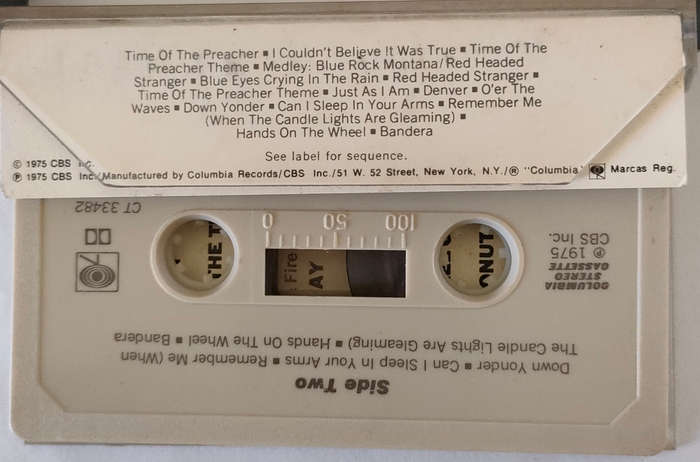 Time Of The Preacher ▪ I Couldn't Believe It Was True ▪ Time Of The
Preacher Theme ▪ Medley: Blue Rock Montana/Red Headed
Stranger ▪ Blue Eyes Crying In The Rain ▪ Red Headed Stranger ▪
Time Of The Preacher Theme ▪ Just As I Am ▪ Denver ▪ O'er The
Waves ▪ Down Yonder ▪ Can I Sleep In Your Arms ▪ Remember Me
(When The Candle Lights Are Gleaming) ▪
Hands On The Wheel ▪ Bandera
See label for sequence.
© 1975 CBS
℗ 1975 CBS Inc./Manufactured by Columbia Records/CBS Inc./51 W. 52 Street, New York, N.Y./® "Columbia," Marcas Reg.
Side Two
Down Yonder ▪ Can I Sleep In Your Arms ▪ Remember Me (When
The Candle Lights Are Gleaming) ▪ Hands On The Wheel ▪ Bandera
COLUMBIA
STEREO
CASSETTE
℗ 1975
CBS Inc.
CT 33482
100 50 0
THE T
Fire
AY
ONUT